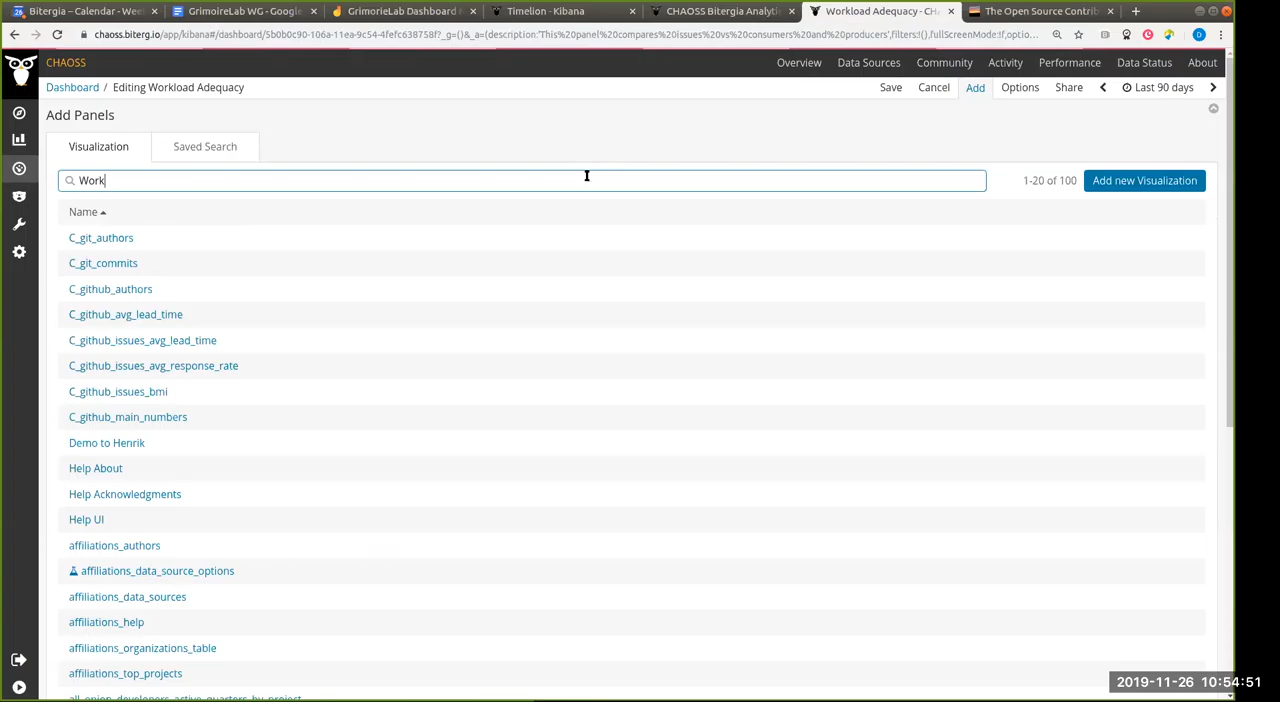 Bitergia – Calendar - Wee
GrimoireLab WG - Google
GrimorieLab Dashboard
Timelion - Kibana
CHAOSS Bitergia Analyti
Workload Adequacy - CH
The Open Source Contrib
chaoss.biterg.io/app/kibana#/dashboard/5b0b0c90-106a-11ea-9c54-4fefc638758f?_g=()&_a=(description:'This%20panel%20compares%20issues%20vs%20consumers%20and%20producers',filters:!(),fullScreenMode:!f,optio...
D
CHAOSS
Overview
Data Sources
Community
Activity
Performance
Data Status
About
Dashboard / Editing Workload Adequacy
Save
Cancel
Add
Options
Share
Last 90 days
Add Panels
Visualization
Saved Search
Work
1-20 of 100
Add new Visualization
Name
C_git_authors
C_git_commits
C_github_authors
C_github_avg_lead_time
C_github_issues_avg_lead_time
C_github_issues_avg_response_rate
C_github_issues_bmi
C_github_main_numbers
Demo to Henrik
Help About
Help Acknowledgments
Help UI
affiliations_authors
affiliations_data_source_options
affiliations_data_sources
affiliations_help
affiliations_organizations_table
affiliations_top_projects
all_onion_developers_active_quarters_by_project
2019-11-26 10:54:51